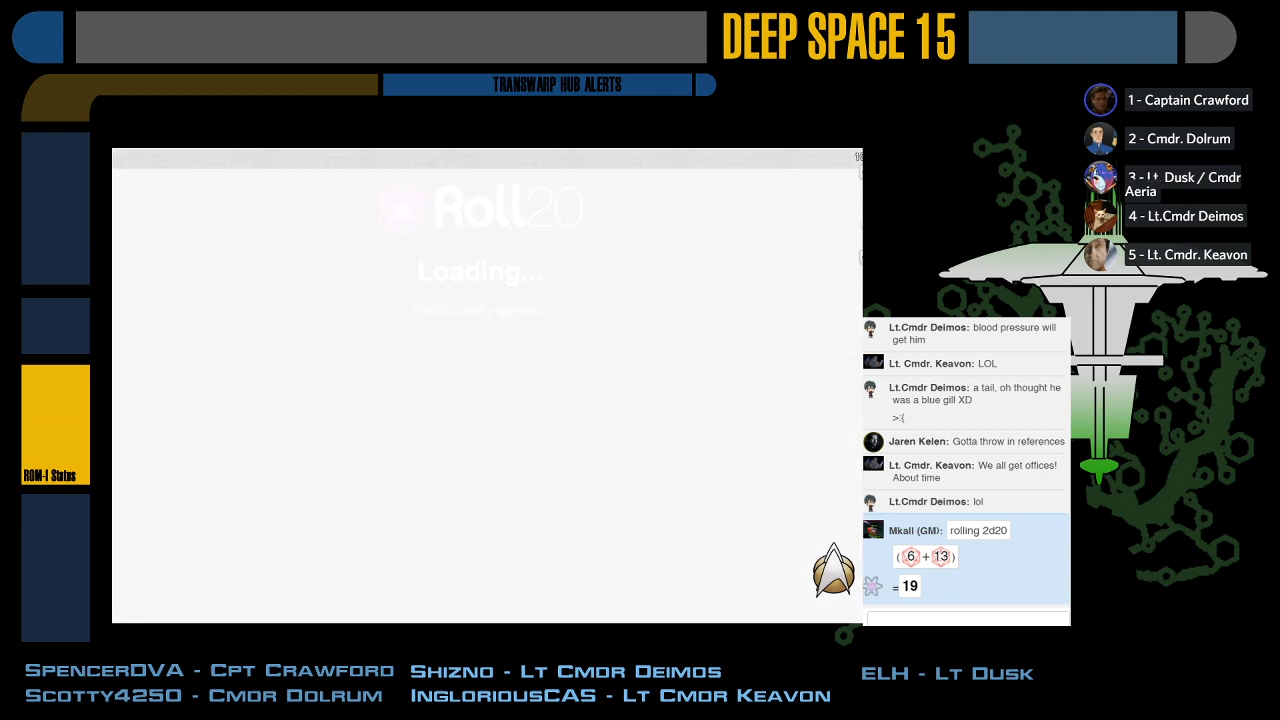 DEEP SPACE 15
TRANSWARP HUB ALERTS
1 - Captain Crawford
2 - Cmdr. Dolrum
3 - Lt. Dusk / Cmdr
Aeria
4 - Lt.Cmdr Deimos
5 - Lt. Cmdr. Keavon
Roll20
Loading...
Lt.Cmdr Deimos: blood pressure will
get him
Lt. Cmdr. Keavon: LOL
Lt.Cmdr Deimos: a tail, oh thought he
was a blue gill XD
>:(
Jaren Kelen: Gotta throw in references
Lt. Cmdr. Keavon: We all get offices!
About time
Lt.Cmdr Deimos: lol
Mkall (GM): rolling 2d20
(6+13)
=19
ROM-I Status
SpencerDVA - Cpt Crawford
Shizno - Lt Cmdr Deimos
ELH - Lt Dusk
Scotty4250 - Cmdr Dolrum
IngloriousCAS - Lt Cmdr Keavon